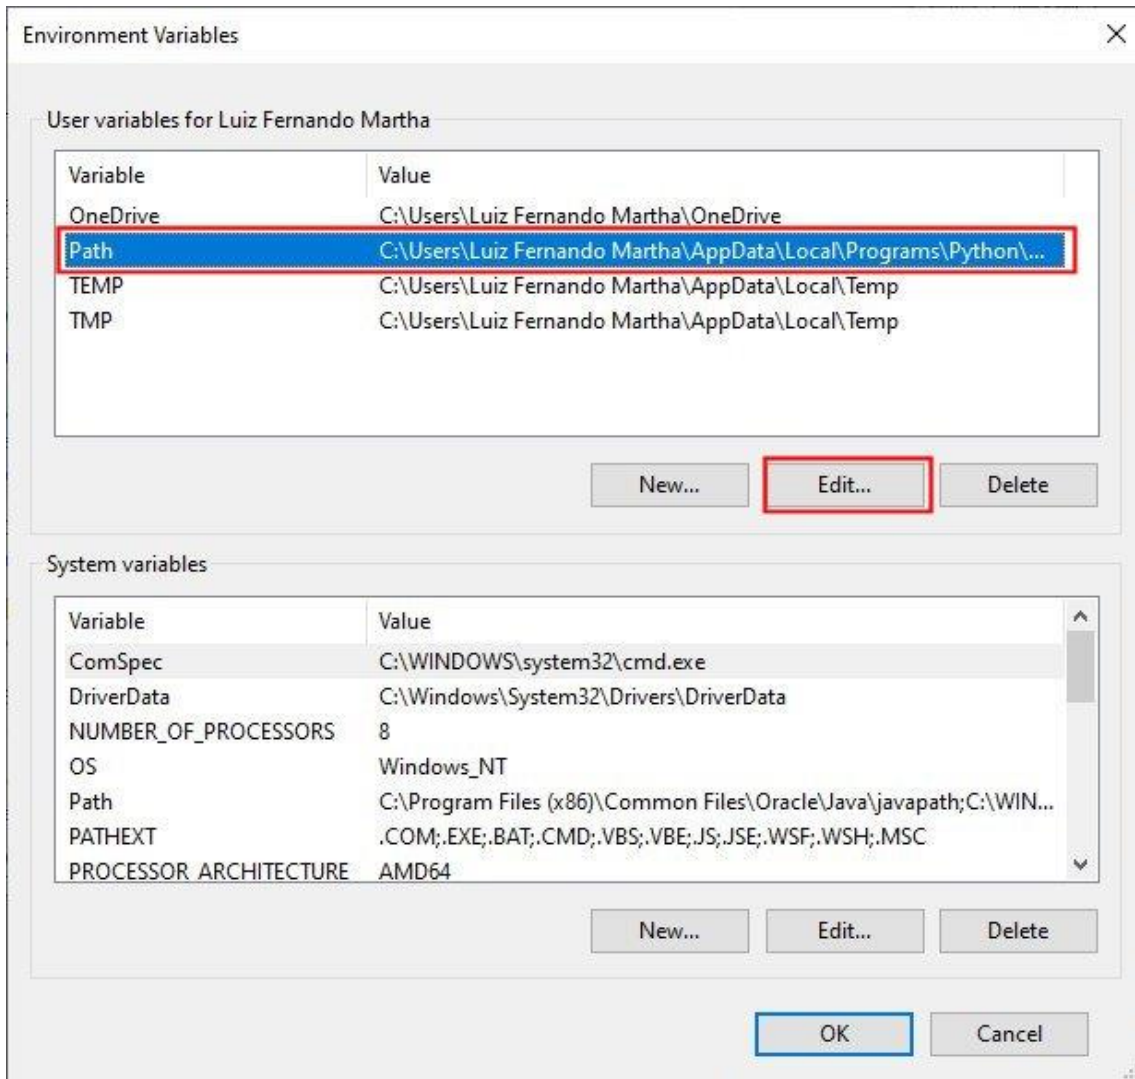 Environment Variables
User variables for Luiz Fernando Martha
Variable Value
OneDrive C:\Users\Luiz Fernando Martha\OneDrive
Path C:\Users\Luiz Fernando Martha\AppData\Local\Programs\Python\...
TEMP C:\Users\Luiz Fernando Martha\AppData\Local\Temp
TMP C:\Users\Luiz Fernando Martha\AppData\Local\Temp
New... Edit... Delete
System variables
Variable Value
ComSpec C:\WINDOWS\system32\cmd.exe
DriverData C:\Windows\System32\Drivers\DriverData
NUMBER_OF_PROCESSORS 8
OS Windows_NT
Path C:\Program Files (x86)\Common Files\Oracle\Java\javapath;C:\WIN...
PATHEXT .COM;.EXE;.BAT;.CMD;.VBS;.VBE;.JS;.JSE;.WSF;.WSH;.MSC
PROCESSOR_ARCHITECTURE AMD64
New... Edit... Delete
OK Cancel